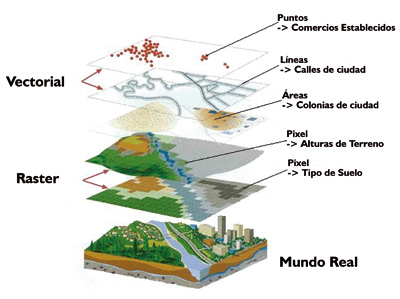 Puntos
-> Comercios Establecidos
Líneas
-> Calles de ciudad
Vectorial
Áreas
-> Colonias de ciudad
Pixel
-> Alturas de Terreno
Pixel
-> Tipo de Suelo
Raster
Mundo Real